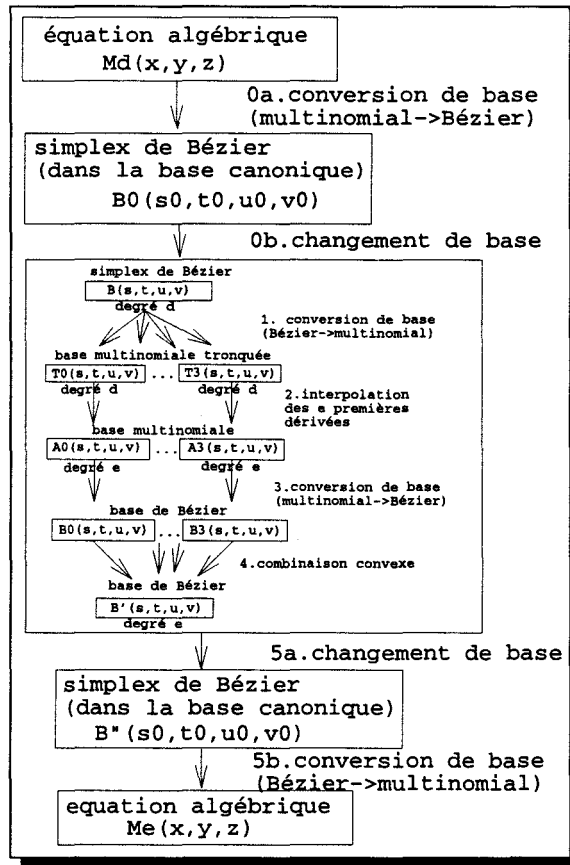 équation algébrique
Md(x,y,z)
0a.conversion de base
(multinomial->Bézier)
simplex de Bézier
(dans la base canonique)
B0(s0,t0,u0,v0)
0b.changement de base
simplex de Bézier
B(s,t,u,v)
degré d
1. conversion de base
(Bézier->multinomial)
base multinomiale tronquée
T0(s,t,u,v) ... T3(s,t,u,v)
degré d degré d
2.interpolation
des e premières
dérivées
base multinomiale
A0(s,t,u,v) ... A3(s,t,u,v)
degré e degré e
3.conversion de base
(multinomial->Bézier)
base de Bézier
B0(s,t,u,v) ... B3(s,t,u,v)
4.combinaison convexe
base de Bézier
B'(s,t,u,v)
degré e
5a.changement de base
simplex de Bézier
(dans la base canonique)
B"(s0,t0,u0,v0)
5b.conversion de base
(Bézier->multinomial)
equation algébrique
Me(x,y,z)